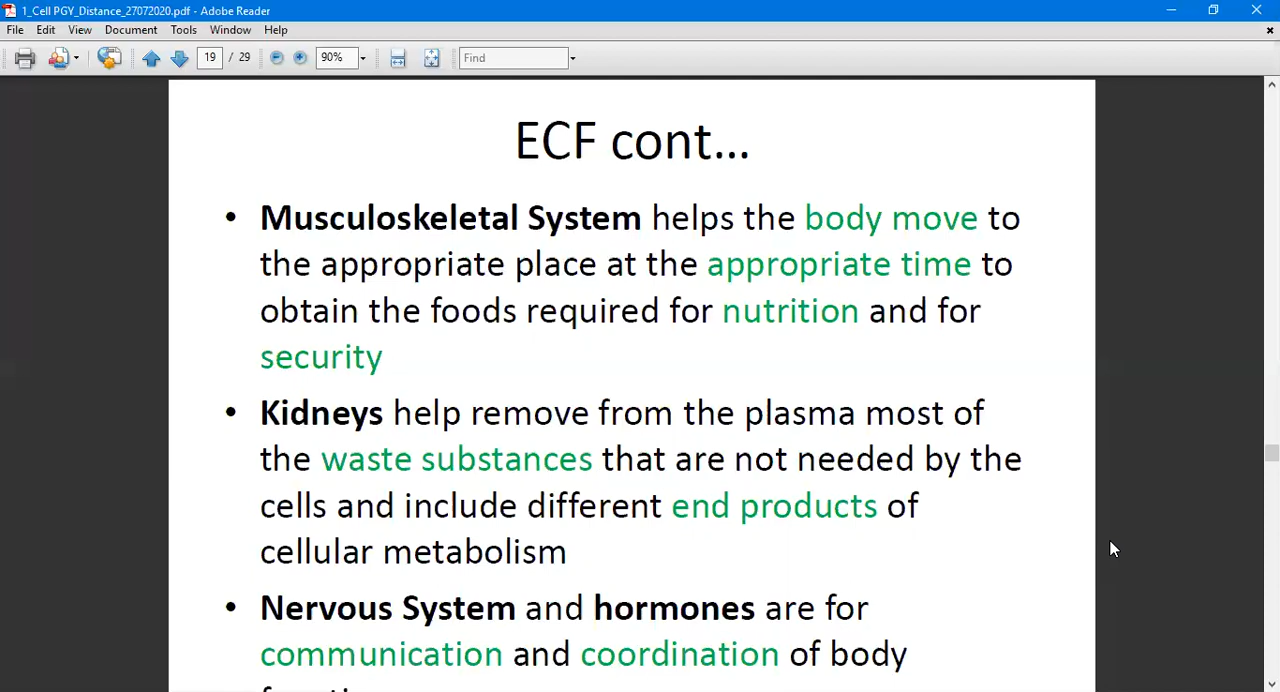 1_Cell PGY_Distance_27072020.pdf - Adobe Reader
File Edit View Document Tools Window Help
19 / 29 90% Find
ECF cont...
• Musculoskeletal System helps the body move to
the appropriate place at the appropriate time to
obtain the foods required for nutrition and for
security
• Kidneys help remove from the plasma most of
the waste substances that are not needed by the
cells and include different end products of
cellular metabolism
• Nervous System and hormones are for
communication and coordination of body